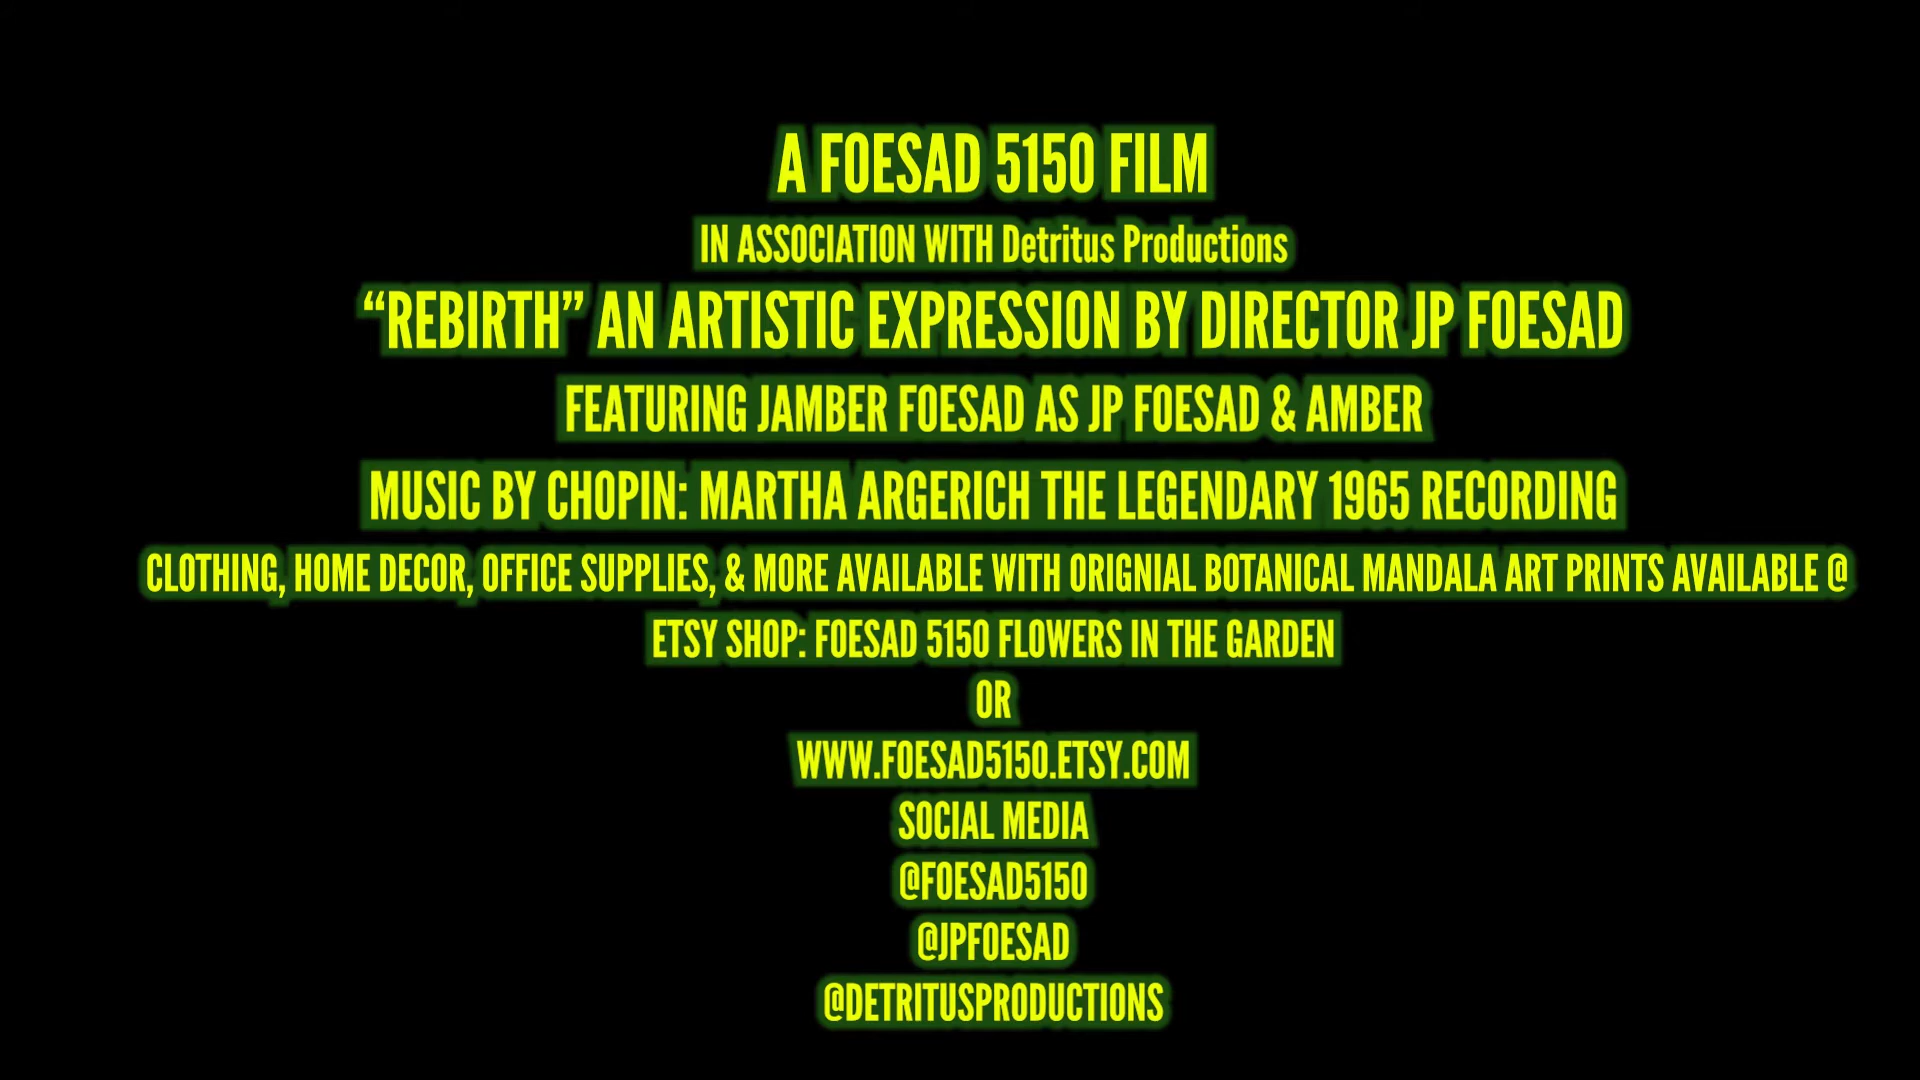 A FOESAD 5150 FILM
IN ASSOCIATION WITH Detritus Productions
“REBIRTH” AN ARTISTIC EXPRESSION BY DIRECTOR JP FOESAD
FEATURING JAMBER FOESAD AS JP FOESAD & AMBER
MUSIC BY CHOPIN: MARTHA ARGERICH THE LEGENDARY 1965 RECORDING
CLOTHING, HOME DECOR, OFFICE SUPPLIES, & MORE AVAILABLE WITH ORIGNIAL BOTANICAL MANDALA ART PRINTS AVAILABLE @
ETSY SHOP: FOESAD 5150 FLOWERS IN THE GARDEN
OR
WWW.FOESAD5150.ETSY.COM
SOCIAL MEDIA
@FOESAD5150
@JPFOESAD
@DETRITUSPRODUCTIONS